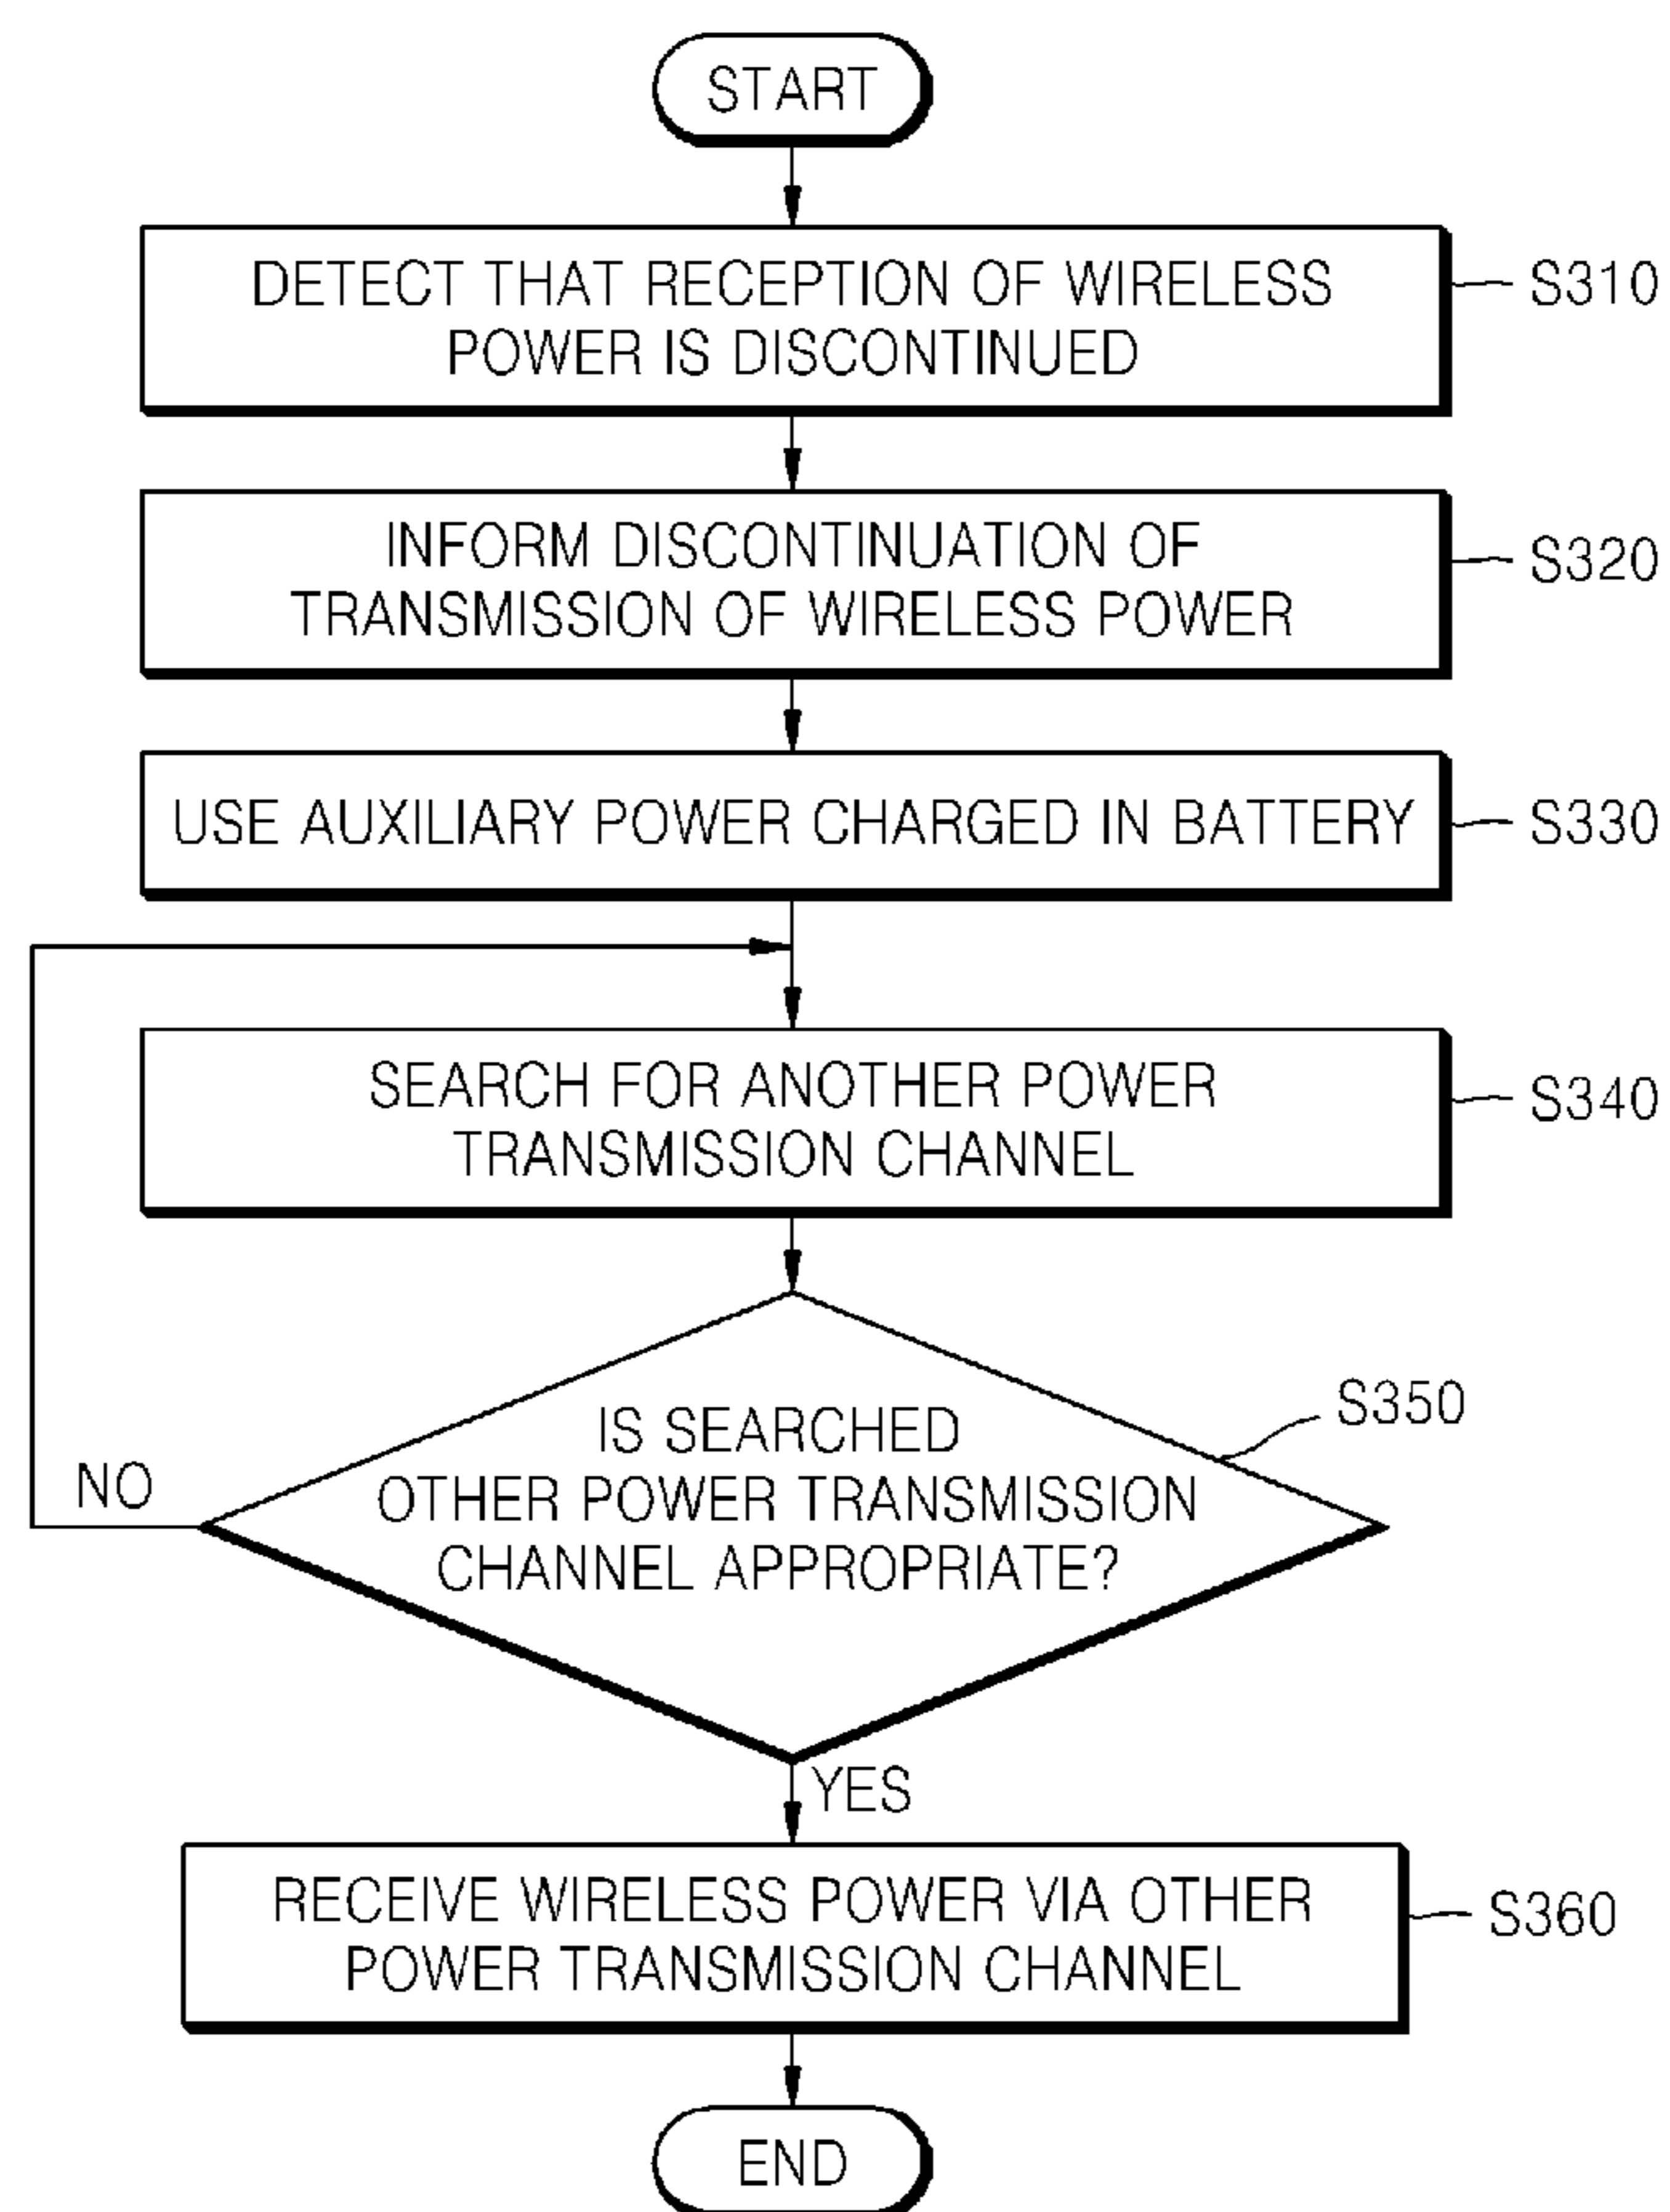 START
DETECT THAT RECEPTION OF WIRELESS
POWER IS DISCONTINUED
S310
INFORM DISCONTINUATION OF
TRANSMISSION OF WIRELESS POWER
S320
USE AUXILIARY POWER CHARGED IN BATTERY
S330
SEARCH FOR ANOTHER POWER
TRANSMISSION CHANNEL
S340
IS SEARCHED
OTHER POWER TRANSMISSION
CHANNEL APPROPRIATE?
S350
NO
YES
RECEIVE WIRELESS POWER VIA OTHER
POWER TRANSMISSION CHANNEL
S360
END